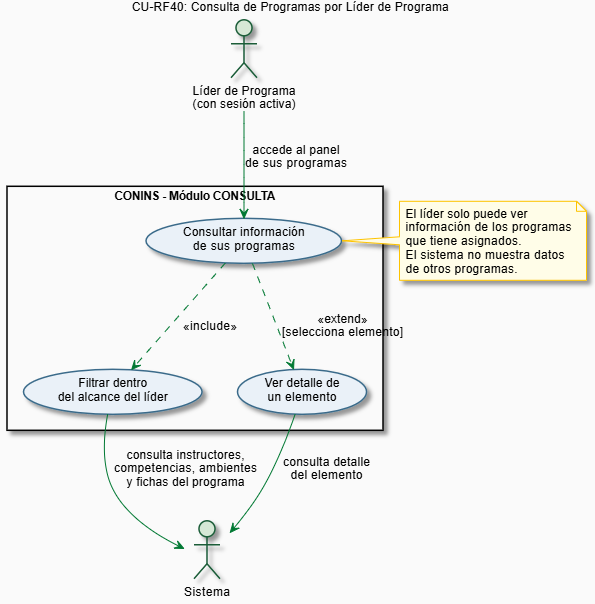 CU-RF40: Consulta de Programas por Líder de Programa
Líder de Programa
(con sesión activa)
accede al panel
de sus programas
CONINS - Módulo CONSULTA
Consultar información
de sus programas
El líder solo puede ver
información de los programas
que tiene asignados.
El sistema no muestra datos
de otros programas.
«include»
«extend»
[selecciona elemento]
Filtrar dentro
del alcance del líder
Ver detalle de
un elemento
consulta instructores,
competencias, ambientes
y fichas del programa
consulta detalle
del elemento
Sistema